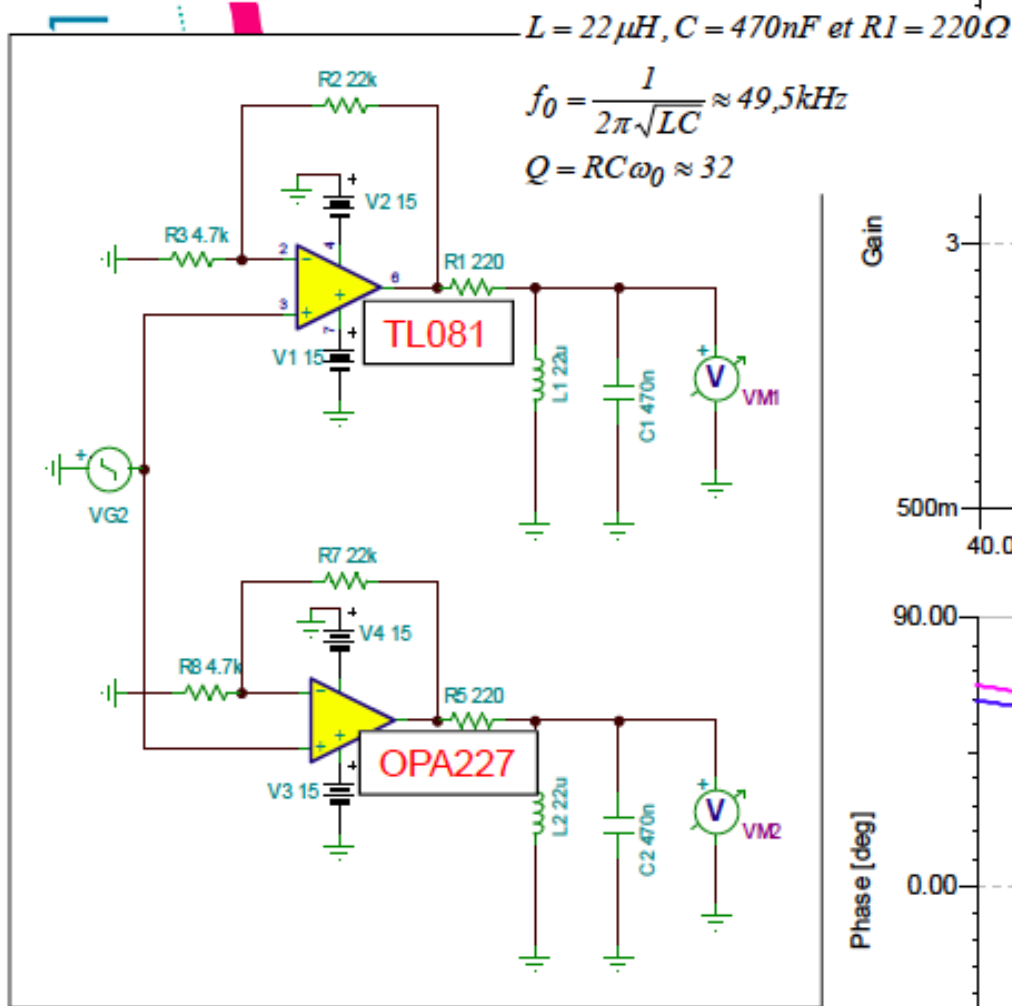 L = 22 µH, C = 470nF et R1 = 220Ω
f0 = 1 / 2π√LC ≈ 49,5kHz
Q = RCω0 ≈ 32
R2 22k
+
V2 15
R3 4.7k
2
4
−
R1 220
6
3
+
+
7
+
TL081
V1 15
L1 22u
C1 470n
+
V
VM1
+
VG2
R7 22k
+
V4 15
R8 4.7k
−
R5 220
+
+
+
OPA227
V3 15
L2 22u
C2 470n
+
V
VM2
Gain
3
500m
40.0
90.00
Phase [deg]
0.00